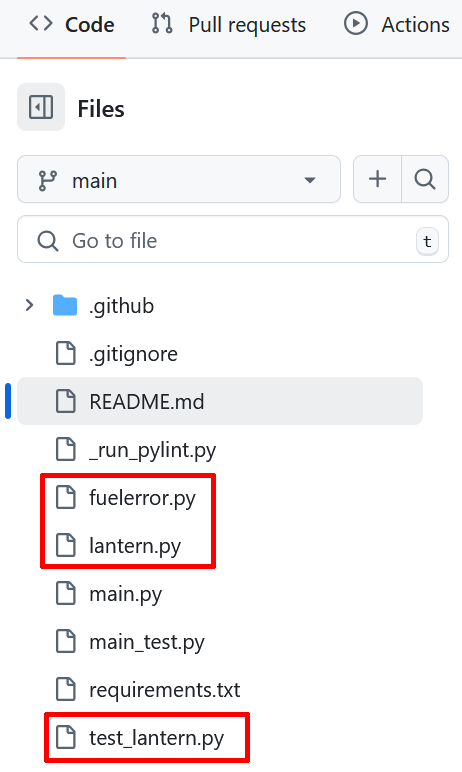 Code Pull requests Actions
Files
main
Go to file t
.github
.gitignore
README.md
_run_pylint.py
fuelerror.py
lantern.py
main.py
main_test.py
requirements.txt
test_lantern.py